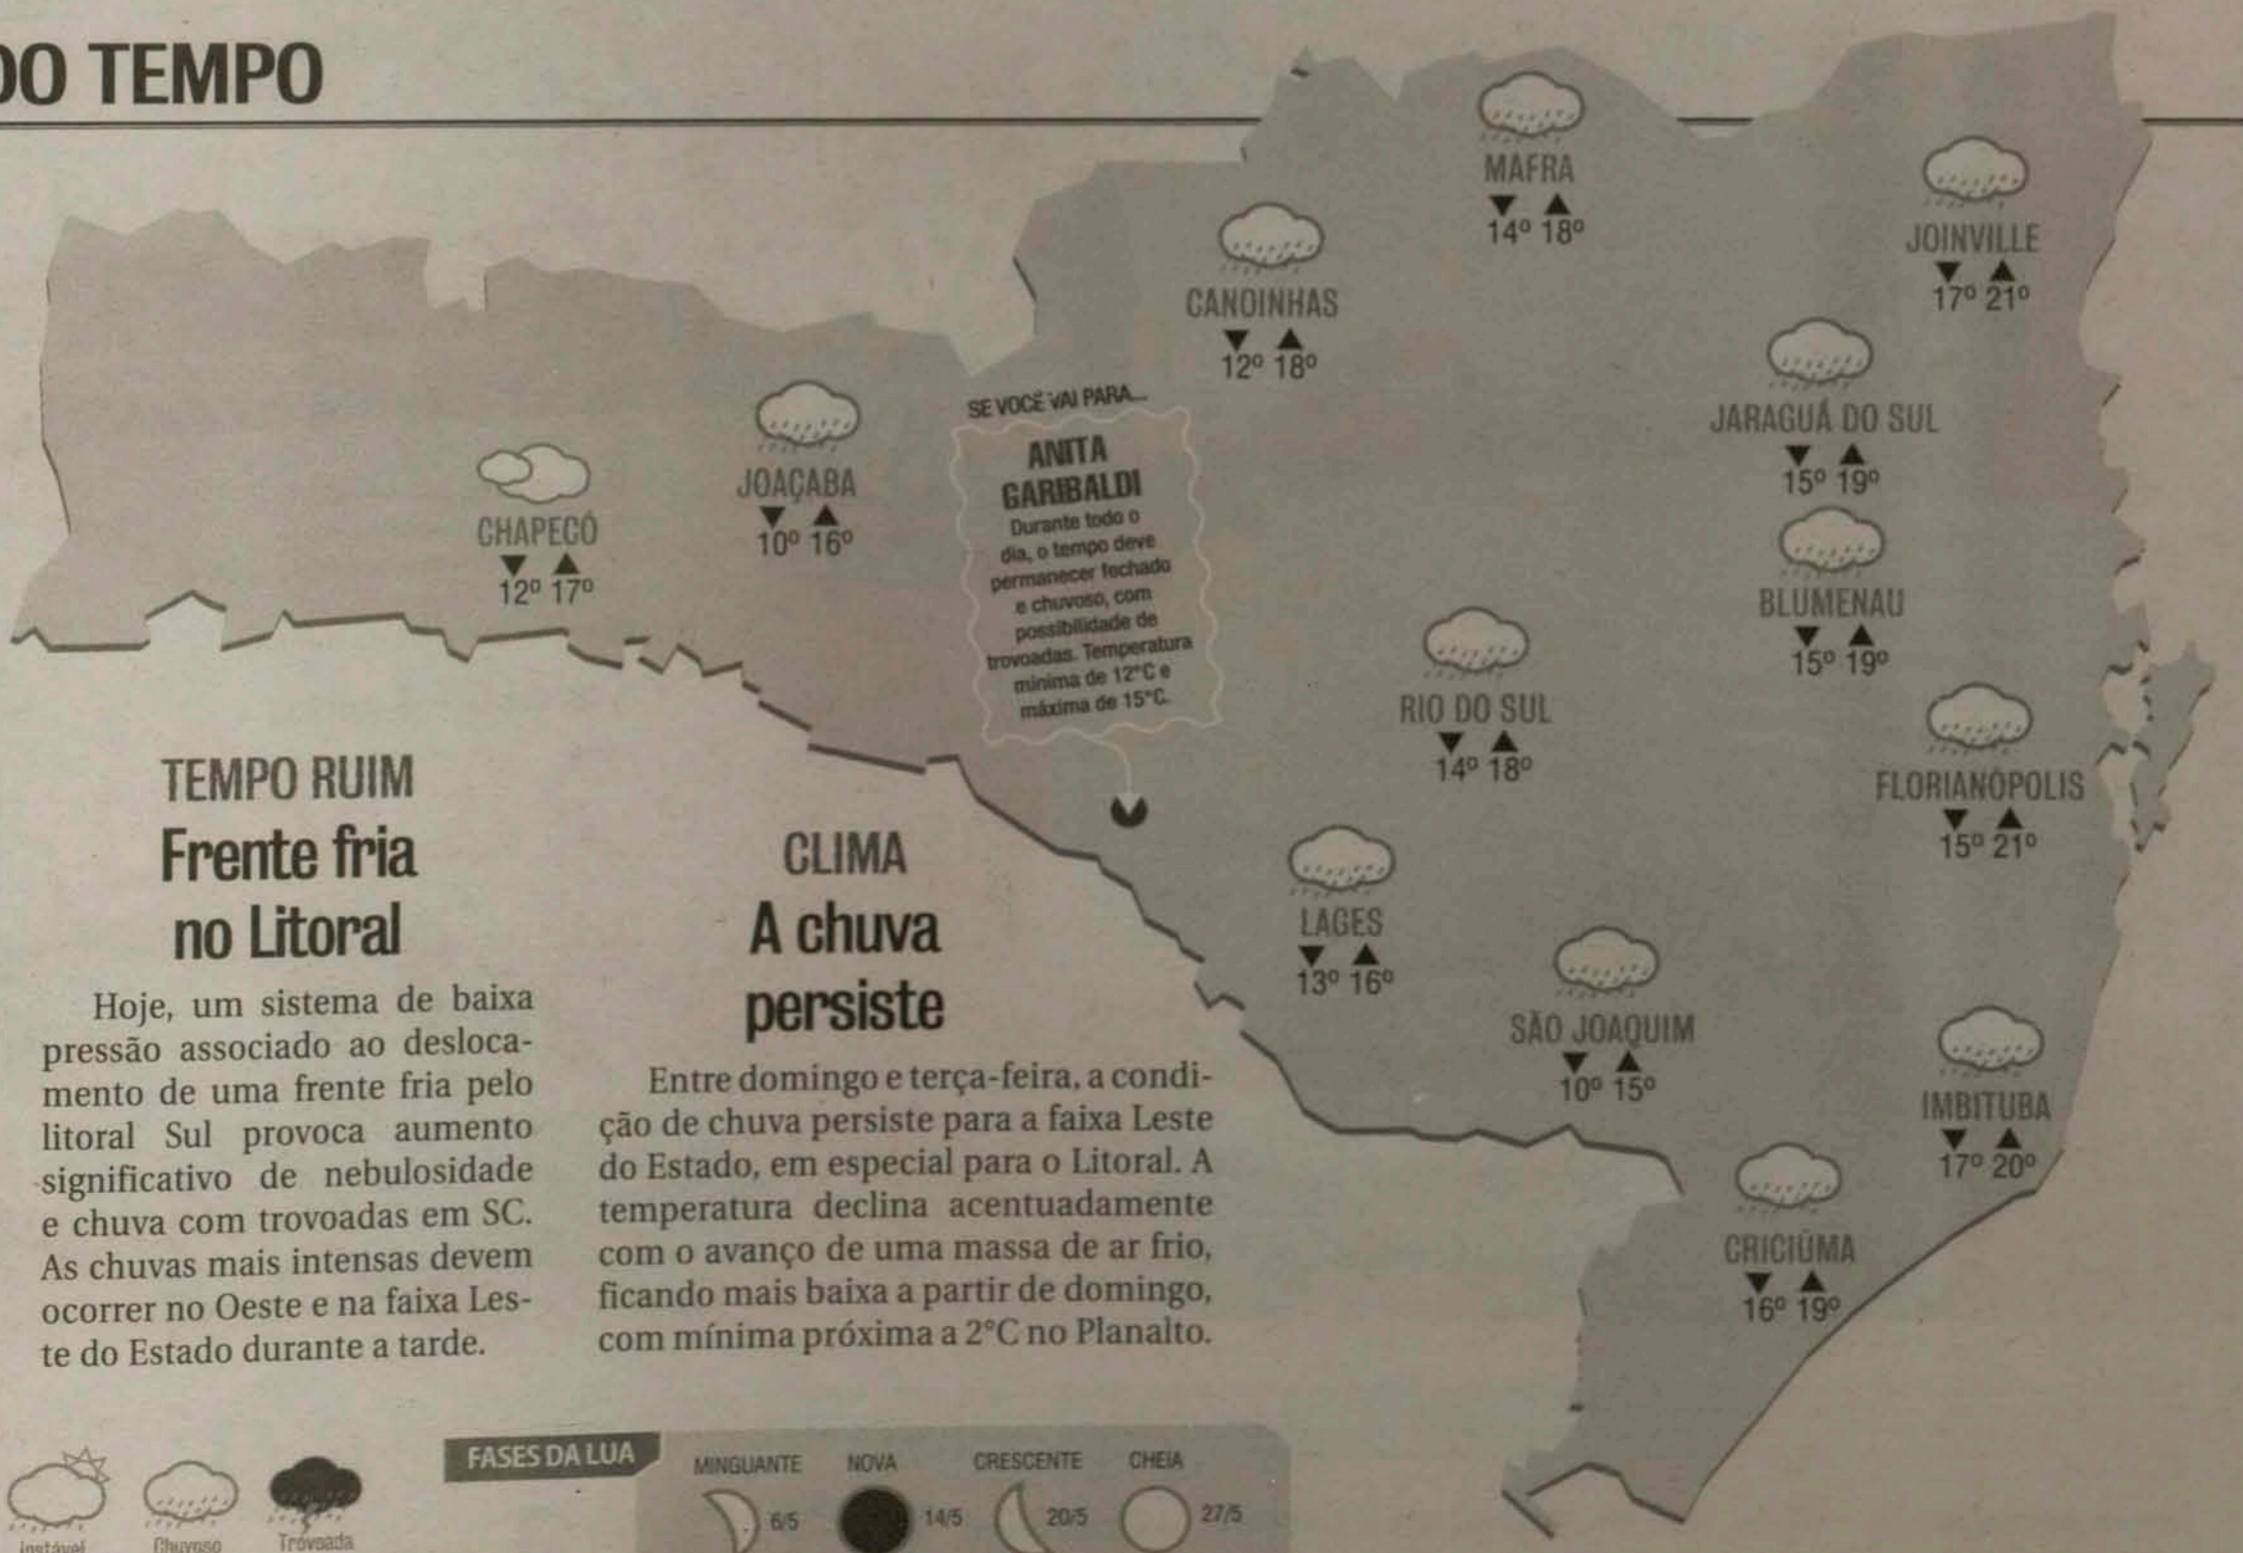 DO TEMPO
MAFRA
14º 18º
JOINVILLE
17º 21º
CANOINHAS
12º 18º
JARAGUÁ DO SUL
15º 19º
JOAÇABA
10º 16º
CHAPECÓ
12º 17º
SE VOCÊ VAI PARA...
ANITA
GARIBALDI
Durante todo o
dia, o tempo deve
permanecer fechado
e chuvoso, com
possibilidade de
trovoadas. Temperatura
mínima de 12°C e
máxima de 15°C.
BLUMENAU
15º 19º
RIO DO SUL
14º 18º
FLORIANÓPOLIS
15º 21º
LAGES
13º 16º
SÃO JOAQUIM
10º 15º
IMBITUBA
17º 20º
CRICIÚMA
16º 19º
TEMPO RUIM
Frente fria
no Litoral
Hoje, um sistema de baixa
pressão associado ao desloca-
mento de uma frente fria pelo
litoral Sul provoca aumento
significativo de nebulosidade
e chuva com trovoadas em SC.
As chuvas mais intensas devem
ocorrer no Oeste e na faixa Les-
te do Estado durante a tarde.
CLIMA
A chuva
persiste
Entre domingo e terça-feira, a condi-
ção de chuva persiste para a faixa Leste
do Estado, em especial para o Litoral. A
temperatura declina acentuadamente
com o avanço de uma massa de ar frio,
ficando mais baixa a partir de domingo,
com mínima próxima a 2°C no Planalto.
Instável
Chuvoso
Trovoada
FASES DA LUA
MINGUANTE
6/5
NOVA
14/5
CRESCENTE
20/5
CHEIA
27/5